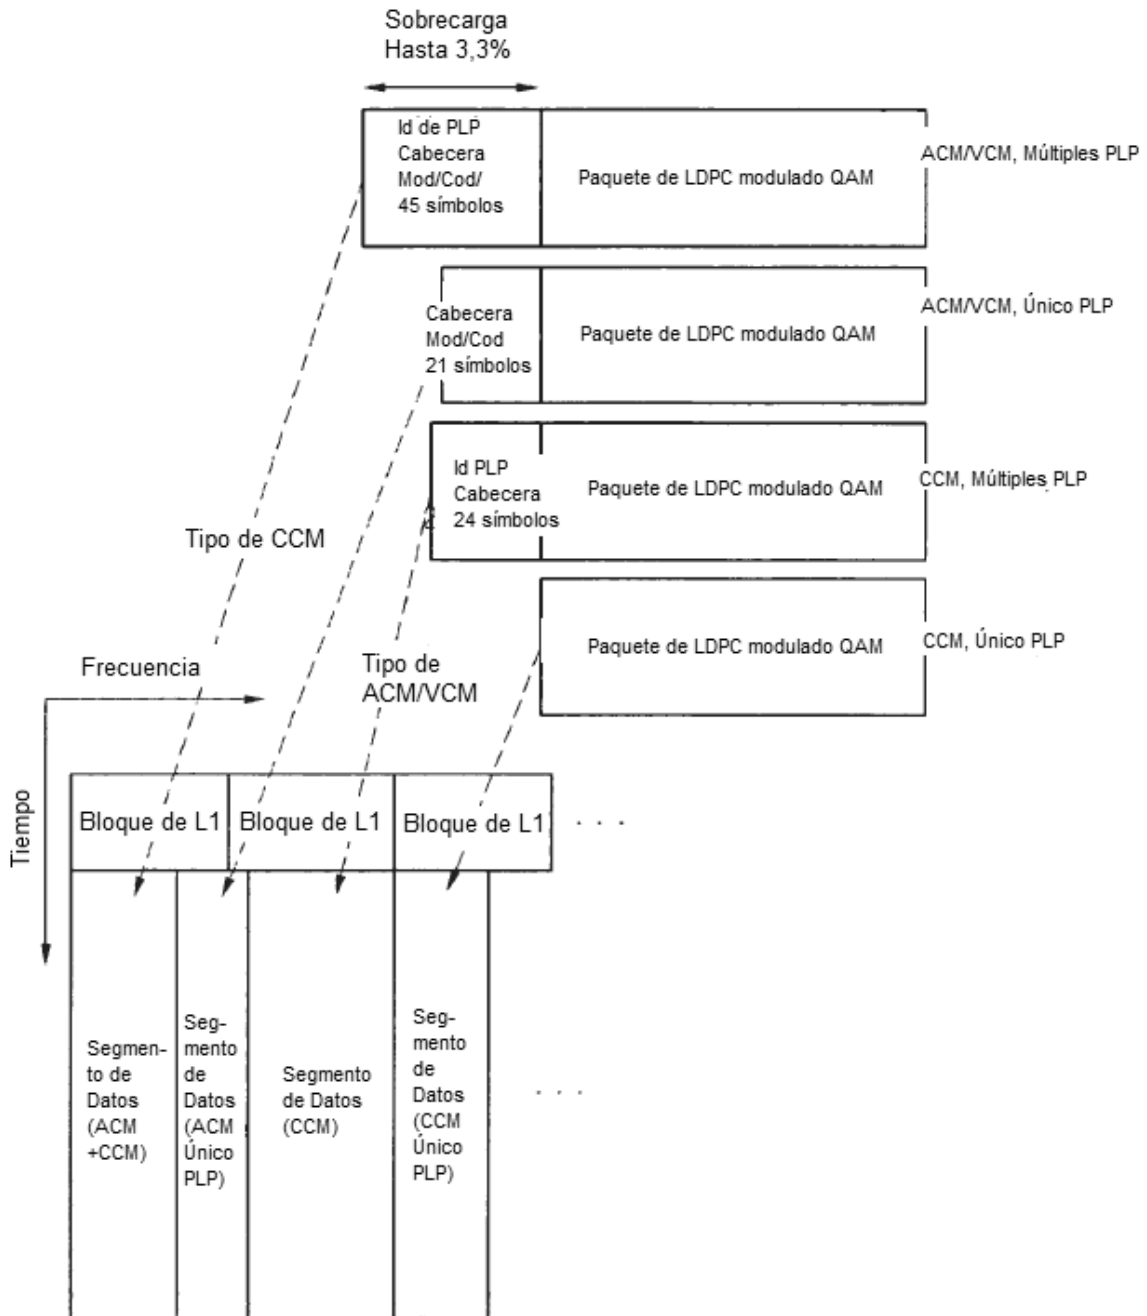 Sobrecarga
Hasta 3,3%
Id de PLP
Cabecera
Mod/Cod/
45 símbolos
Paquete de LDPC modulado QAM
ACM/VCM, Múltiples PLP
Cabecera
Mod/Cod
21 símbolos
Paquete de LDPC modulado QAM
ACM/VCM, Único PLP
Id PLP
Cabecera
24 símbolos
Paquete de LDPC modulado QAM
CCM, Múltiples PLP
Tipo de CCM
Paquete de LDPC modulado QAM
CCM, Único PLP
Tipo de
ACM/VCM
Frecuencia
Tiempo
Bloque de L1
Bloque de L1
Bloque de L1
. . .
Segmen-
to de
Datos
(ACM
+CCM)
Seg-
mento
de
Datos
(ACM
Único
PLP)
Segmento
de Datos
(CCM)
Seg-
mento
de
Datos
(CCM
Único
PLP)
. . .